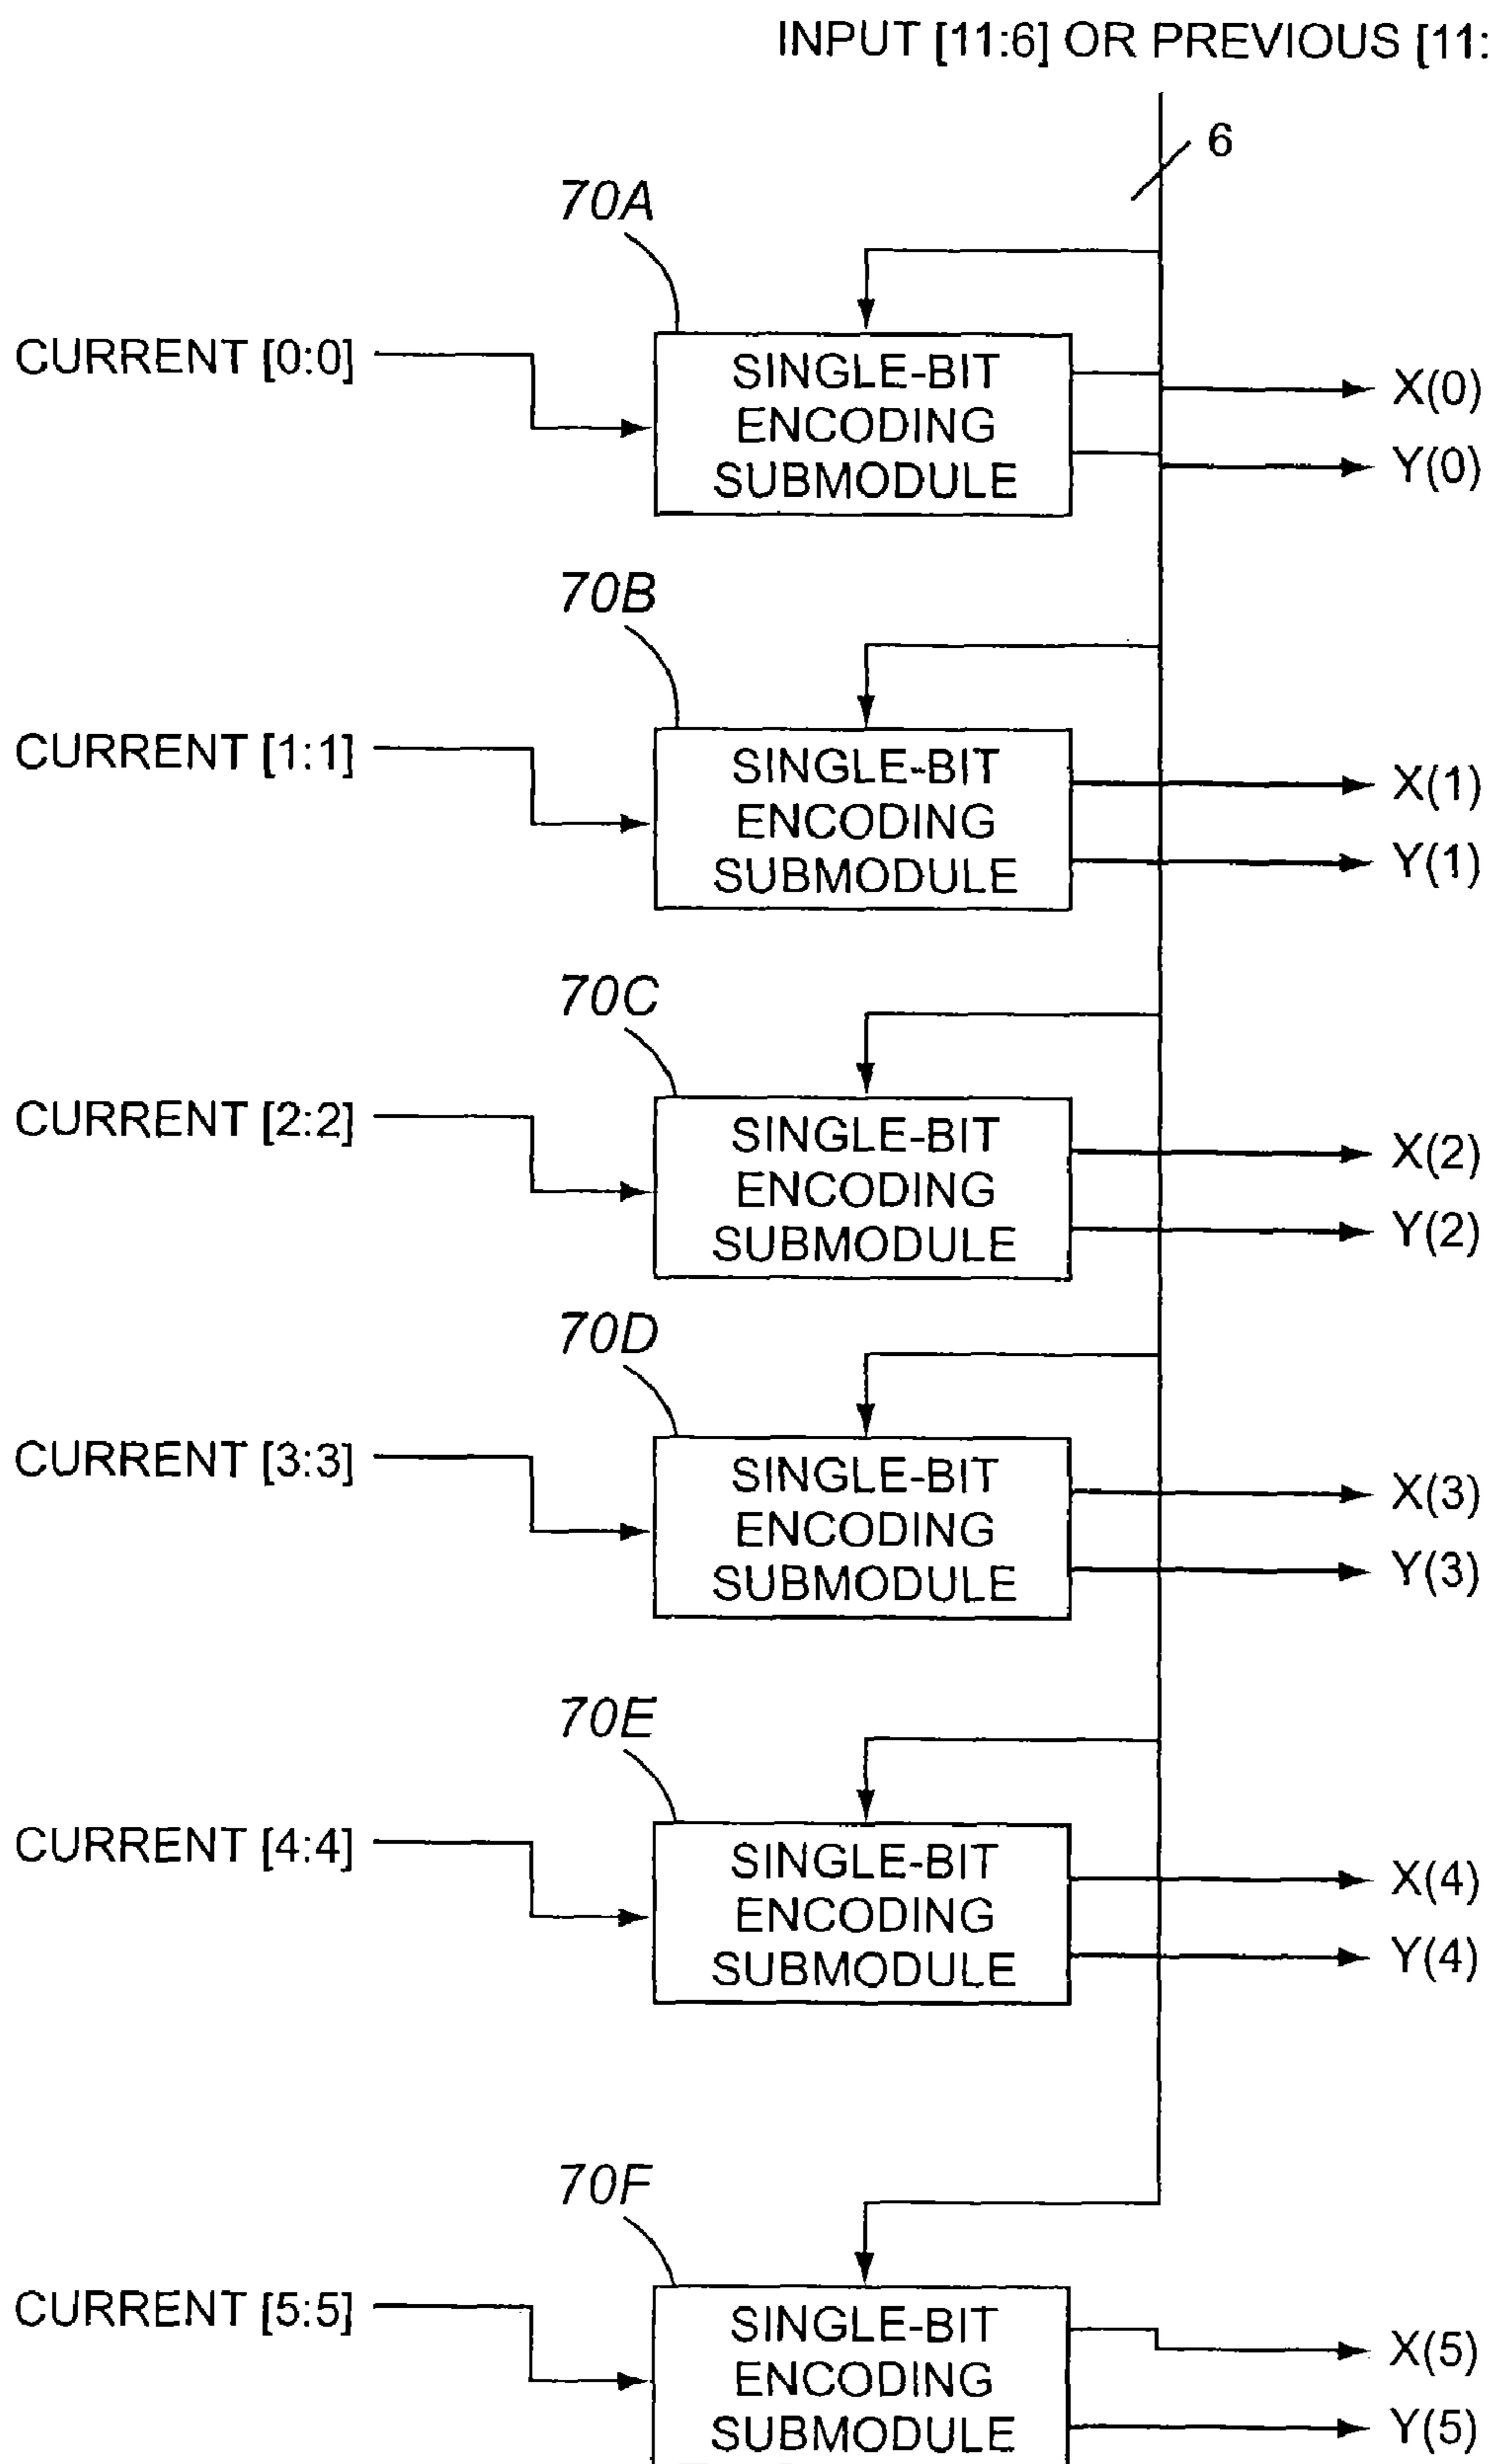 INPUT [11:6] OR PREVIOUS [11:
6
70A
CURRENT [0:0]
SINGLE-BIT
ENCODING
SUBMODULE
X(0)
Y(0)
70B
CURRENT [1:1]
SINGLE-BIT
ENCODING
SUBMODULE
X(1)
Y(1)
70C
CURRENT [2:2]
SINGLE-BIT
ENCODING
SUBMODULE
X(2)
Y(2)
70D
CURRENT [3:3]
SINGLE-BIT
ENCODING
SUBMODULE
X(3)
Y(3)
70E
CURRENT [4:4]
SINGLE-BIT
ENCODING
SUBMODULE
X(4)
Y(4)
70F
CURRENT [5:5]
SINGLE-BIT
ENCODING
SUBMODULE
X(5)
Y(5)